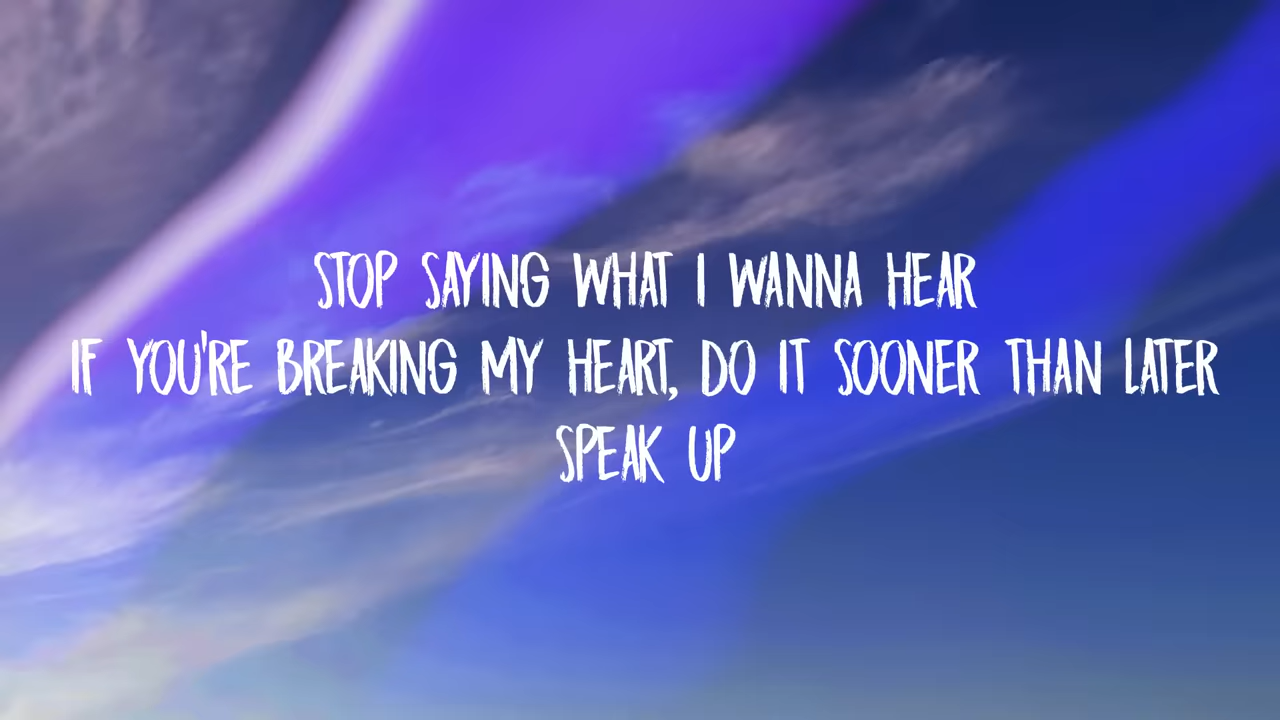 STOP SAYING WHAT I WANNA HEAR
IF YOU'RE BREAKING MY HEART, DO IT SOONER THAN LATER
SPEAK UP